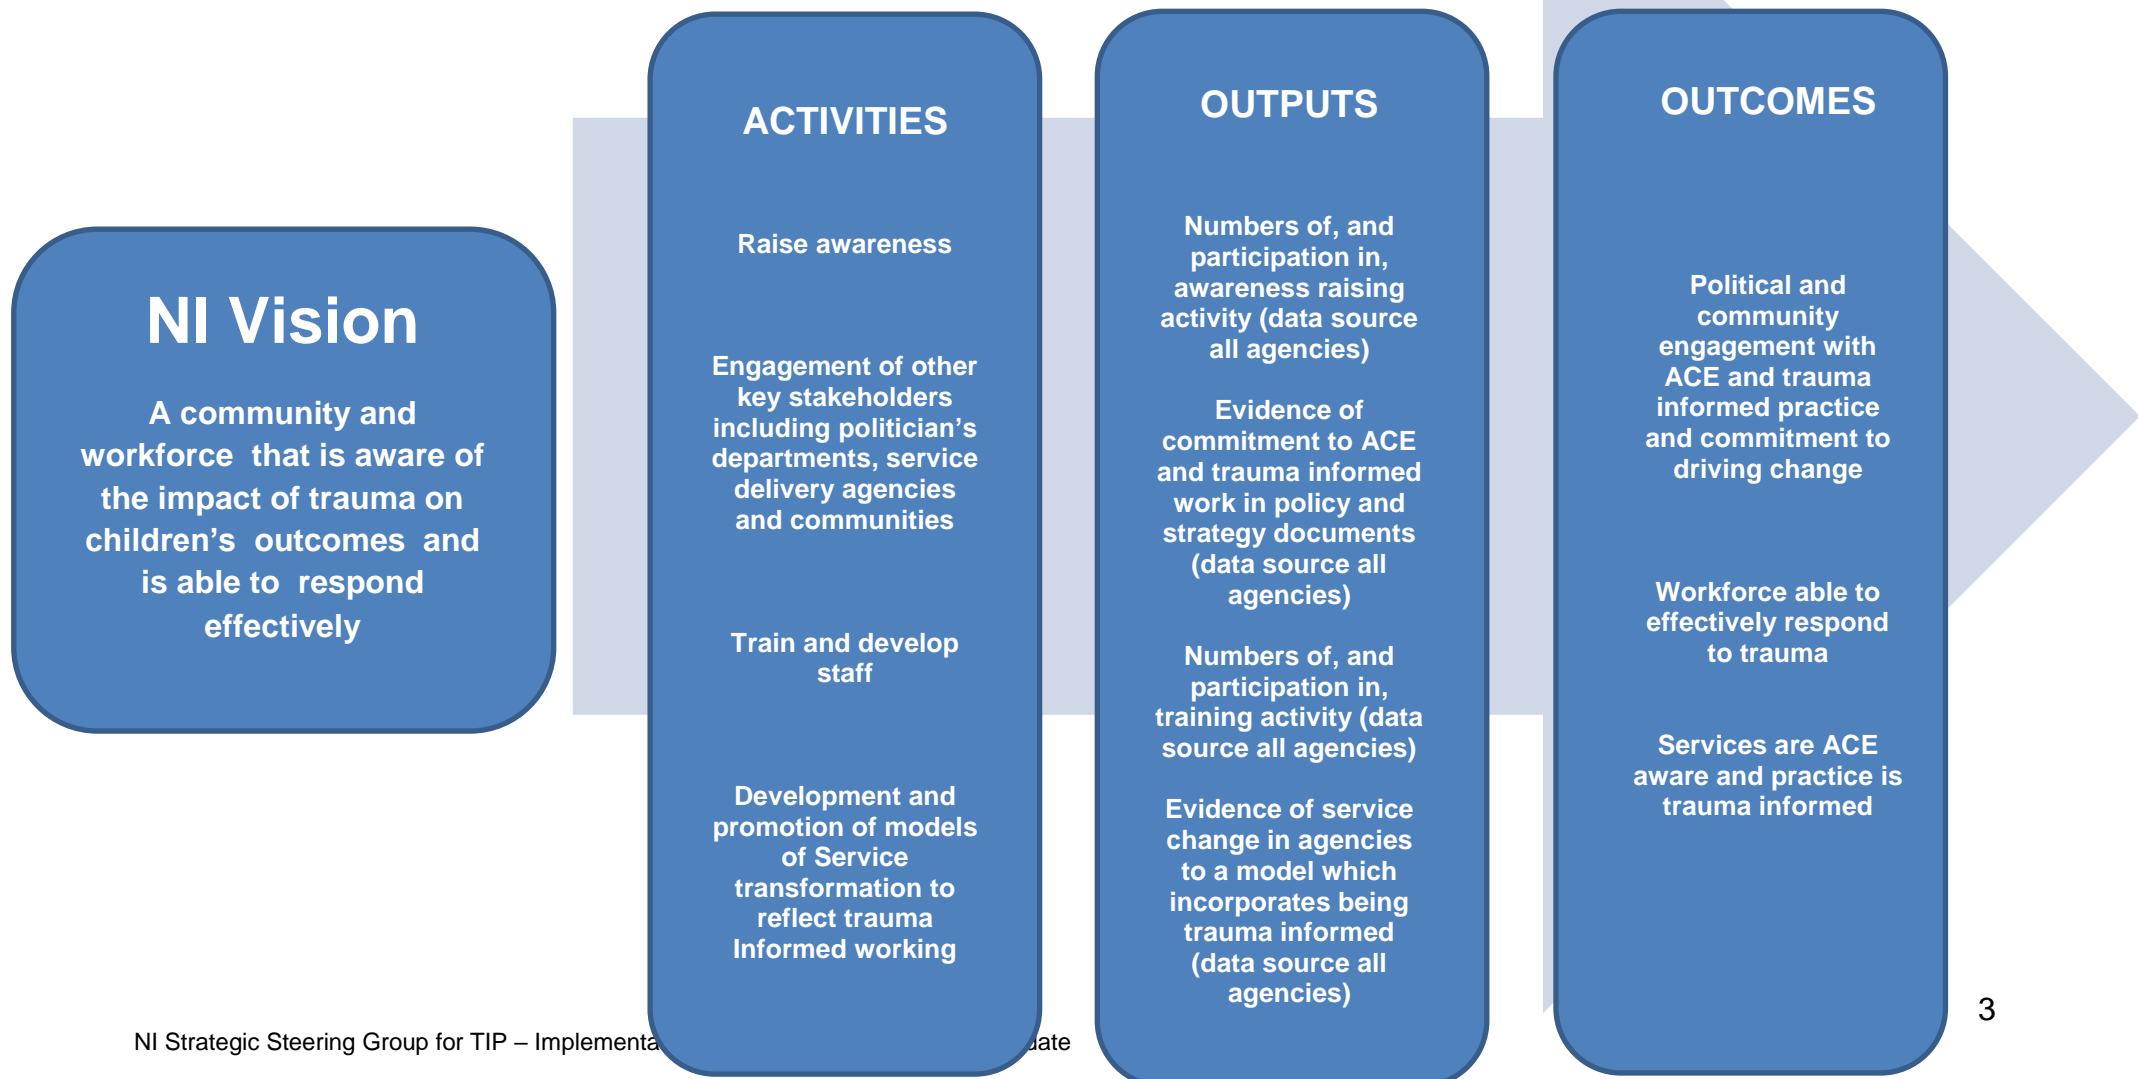 NI Vision
A community and
workforce that is aware of
the impact of trauma on
children’s outcomes and
is able to respond
effectively
ACTIVITIES
Raise awareness
Engagement of other
key stakeholders
including politician’s
departments, service
delivery agencies
and communities
Train and develop
staff
Development and
promotion of models
of Service
transformation to
reflect trauma
Informed working
OUTPUTS
Numbers of, and
participation in,
awareness raising
activity (data source
all agencies)
Evidence of
commitment to ACE
and trauma informed
work in policy and
strategy documents
(data source all
agencies)
Numbers of, and
participation in,
training activity (data
source all agencies)
Evidence of service
change in agencies
to a model which
incorporates being
trauma informed
(data source all
agencies)
OUTCOMES
Political and
community
engagement with
ACE and trauma
informed practice
and commitment to
driving change
Workforce able to
effectively respond
to trauma
Services are ACE
aware and practice is
trauma informed
3
NI Strategic Steering Group for TIP –